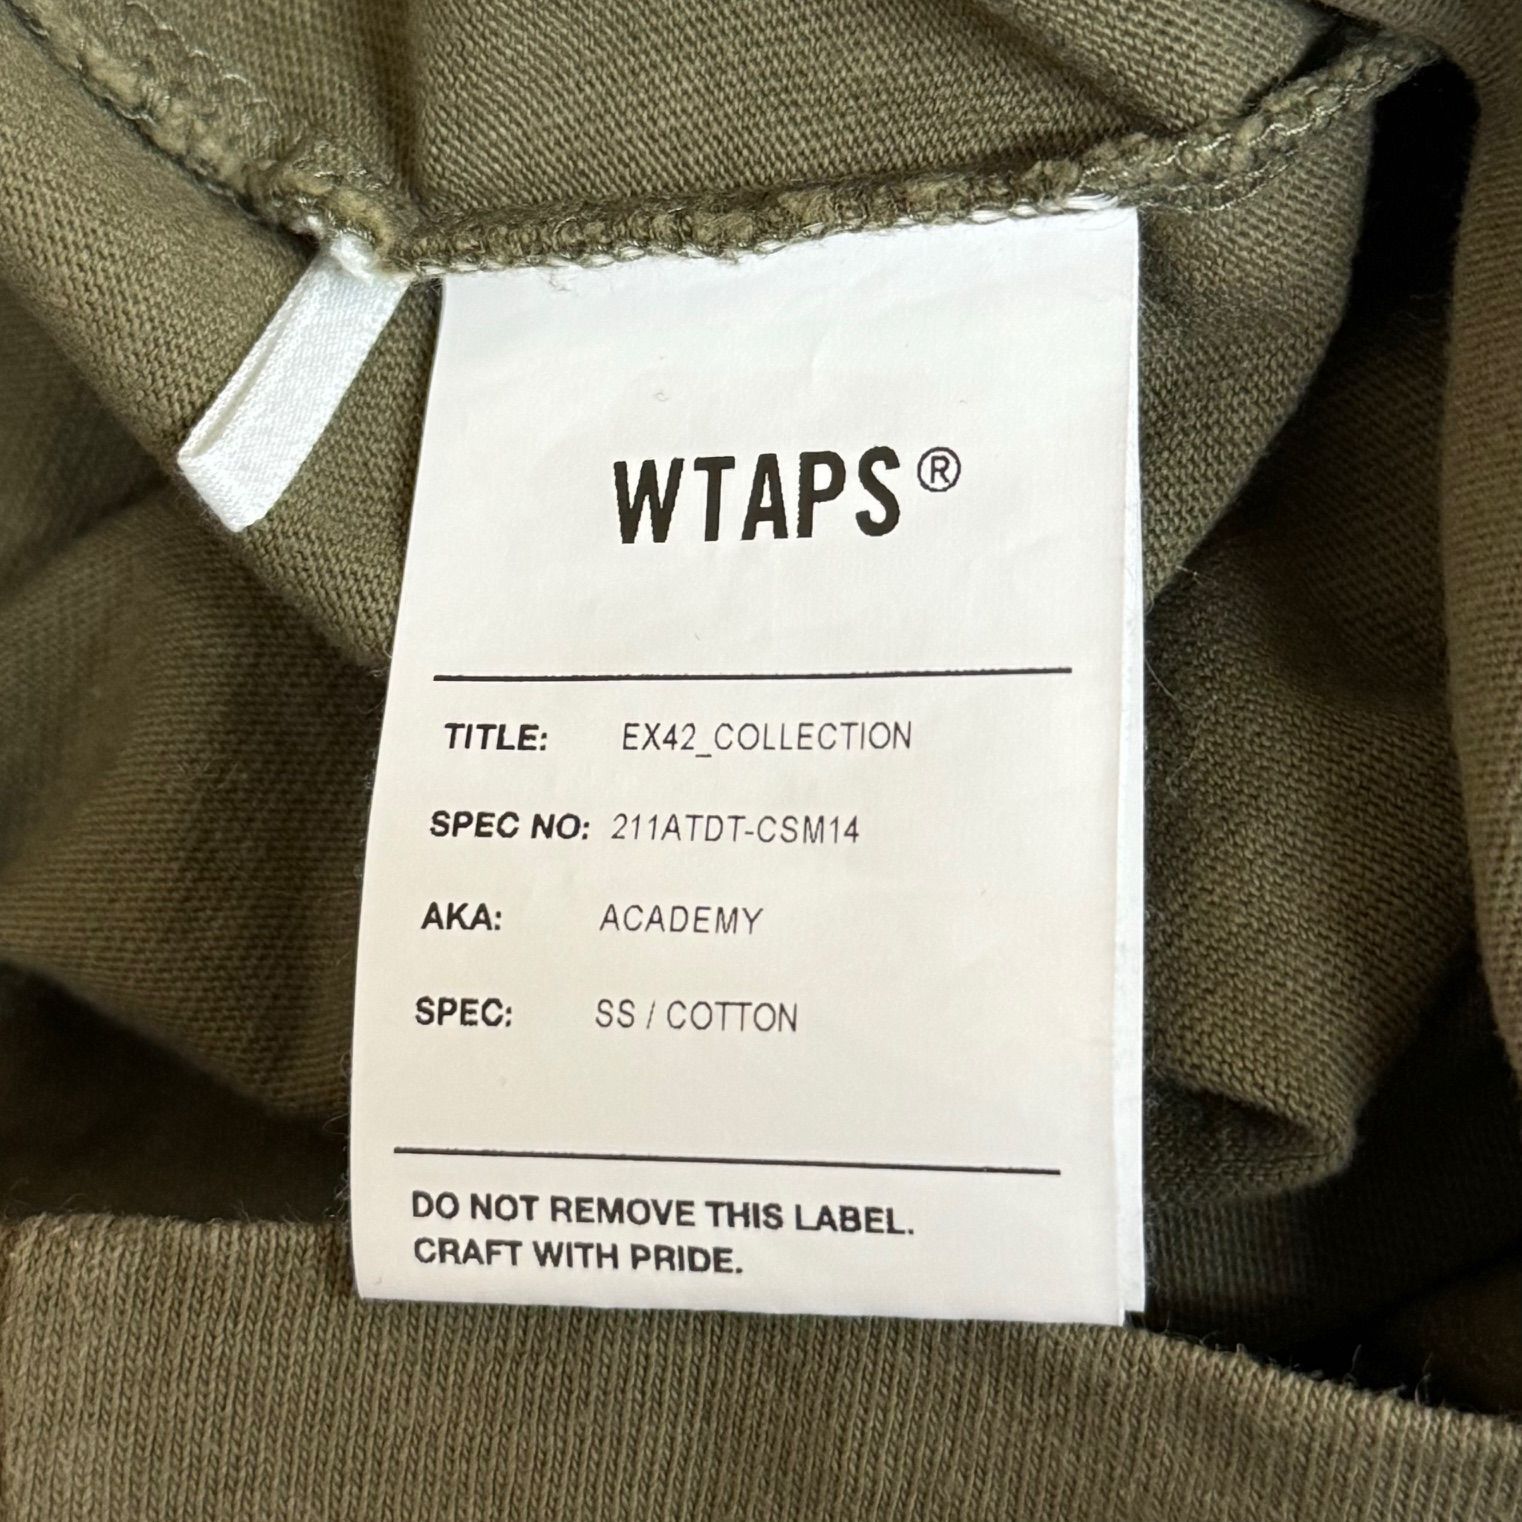 WTAPS®
TITLE: EX42_COLLECTION
SPEC NO: 211ATDT-CSM14
AKA: ACADEMY
SPEC: SS / COTTON
DO NOT REMOVE THIS LABEL.
CRAFT WITH PRIDE.